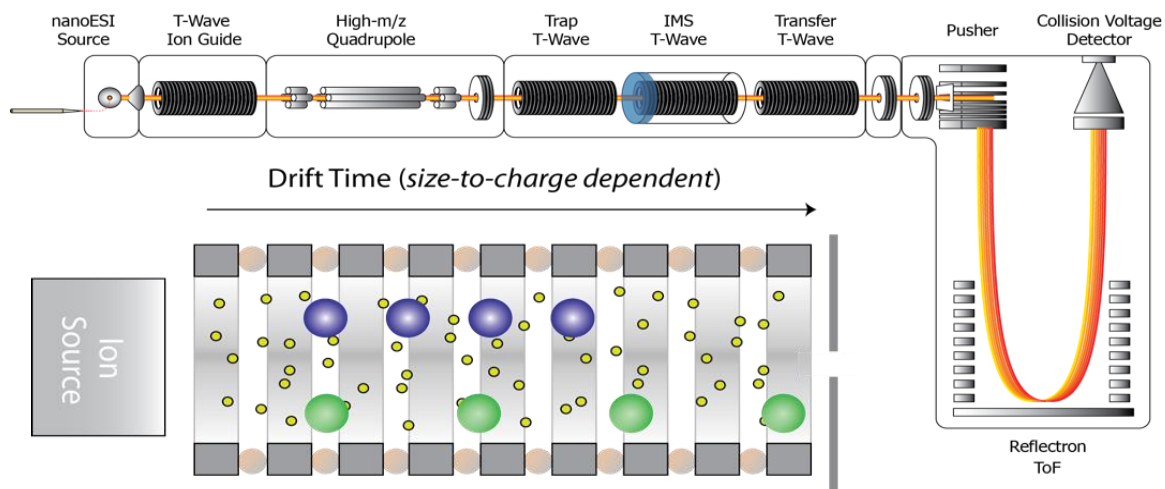 nanoESI
Source
T-Wave
Ion Guide
High-m/z
Quadrupole
Trap
T-Wave
IMS
T-Wave
Transfer
T-Wave
Pusher
Collision Voltage
Detector
Drift Time (size-to-charge dependent)
Ion
Source
Reflectron
ToF